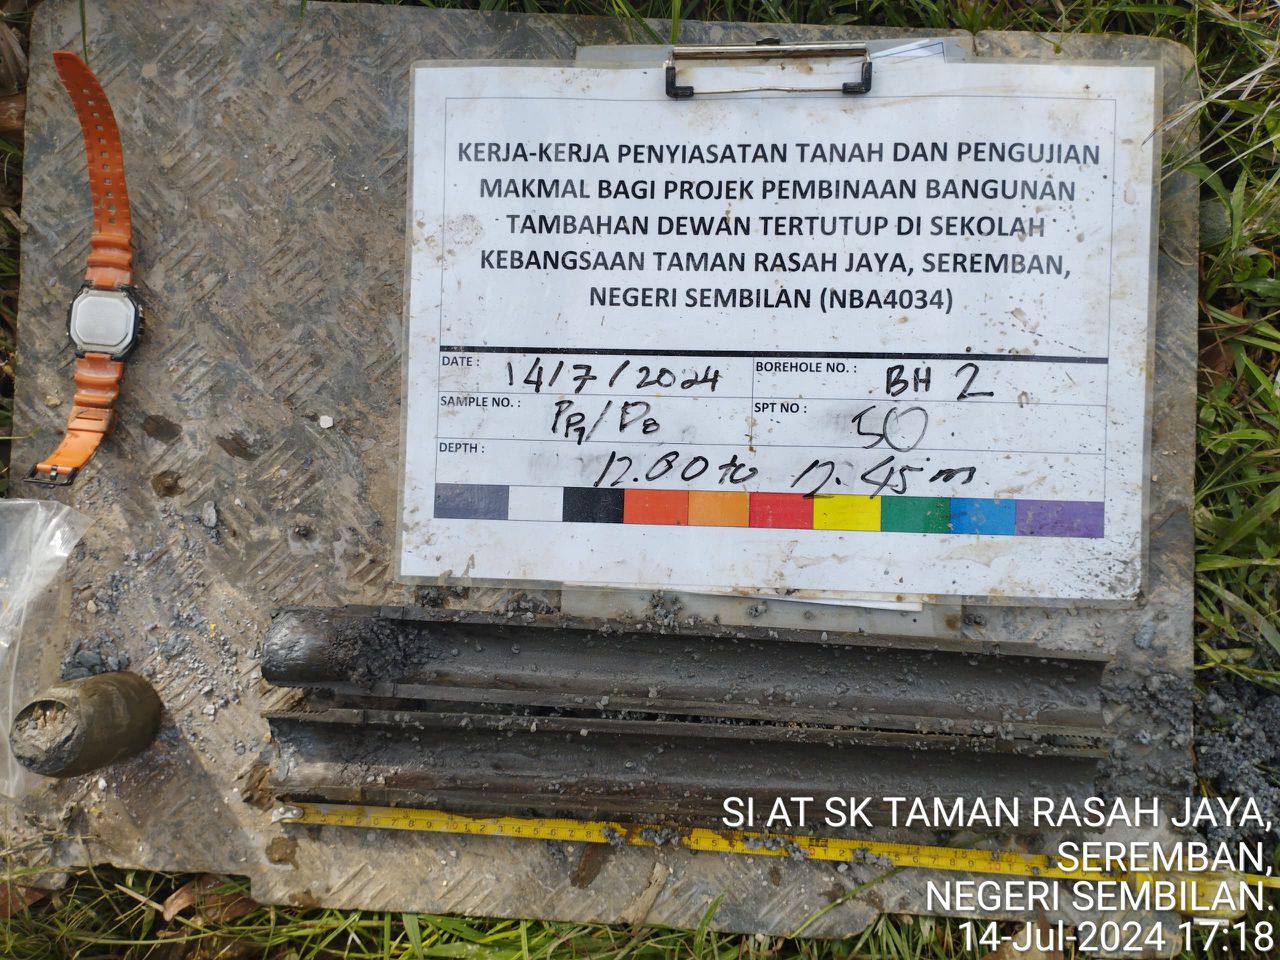 KERJA-KERJA PENYIASATAN TANAH DAN PENGUJIAN
MAKMAL BAGI PROJEK PEMBINAAN BANGUNAN
TAMBAHAN DEWAN TERTUTUP DI SEKOLAH
KEBANGSAAN TAMAN RASAH JAYA, SEREMBAN,
NEGERI SEMBILAN (NBA4034)
DATE : 14/7/2024 BOREHOLE NO. : BH 2
SAMPLE NO. : /D8 SPT NO : 50
DEPTH : 12.00 to 12.45m
SI AT SK TAMAN RASAH JAYA,
SEREMBAN,
NEGERI SEMBILAN.
14-Jul-2024 17:18